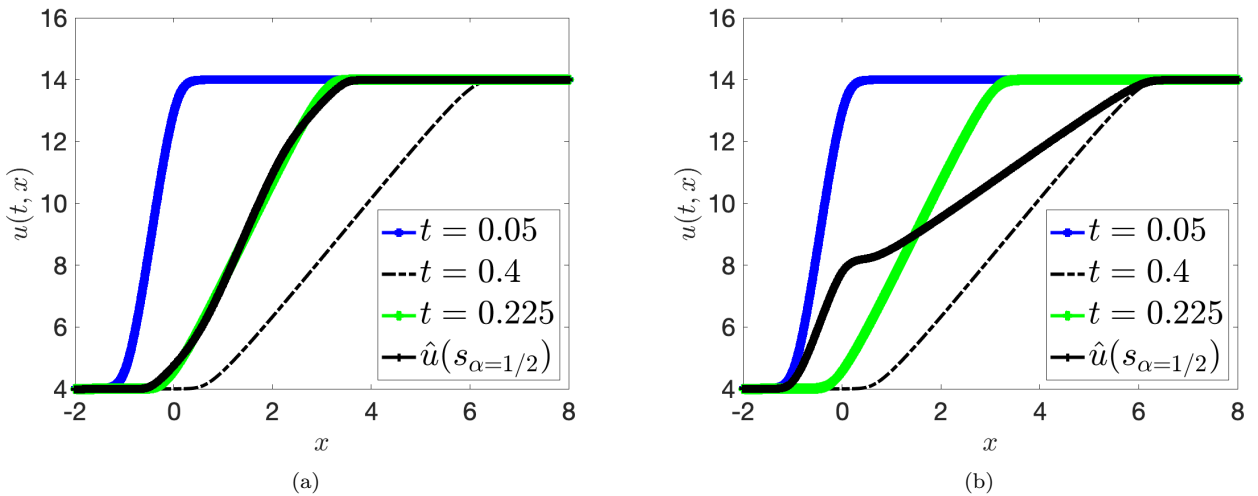 16
14
12
10
8
6
4
-2
0
2
4
6
8
u(t, x)
x
t = 0.05
t = 0.4
t = 0.225
û(s_{α=1/2})
(a)
16
14
12
10
8
6
4
-2
0
2
4
6
8
u(t, x)
x
t = 0.05
t = 0.4
t = 0.225
û(s_{α=1/2})
(b)